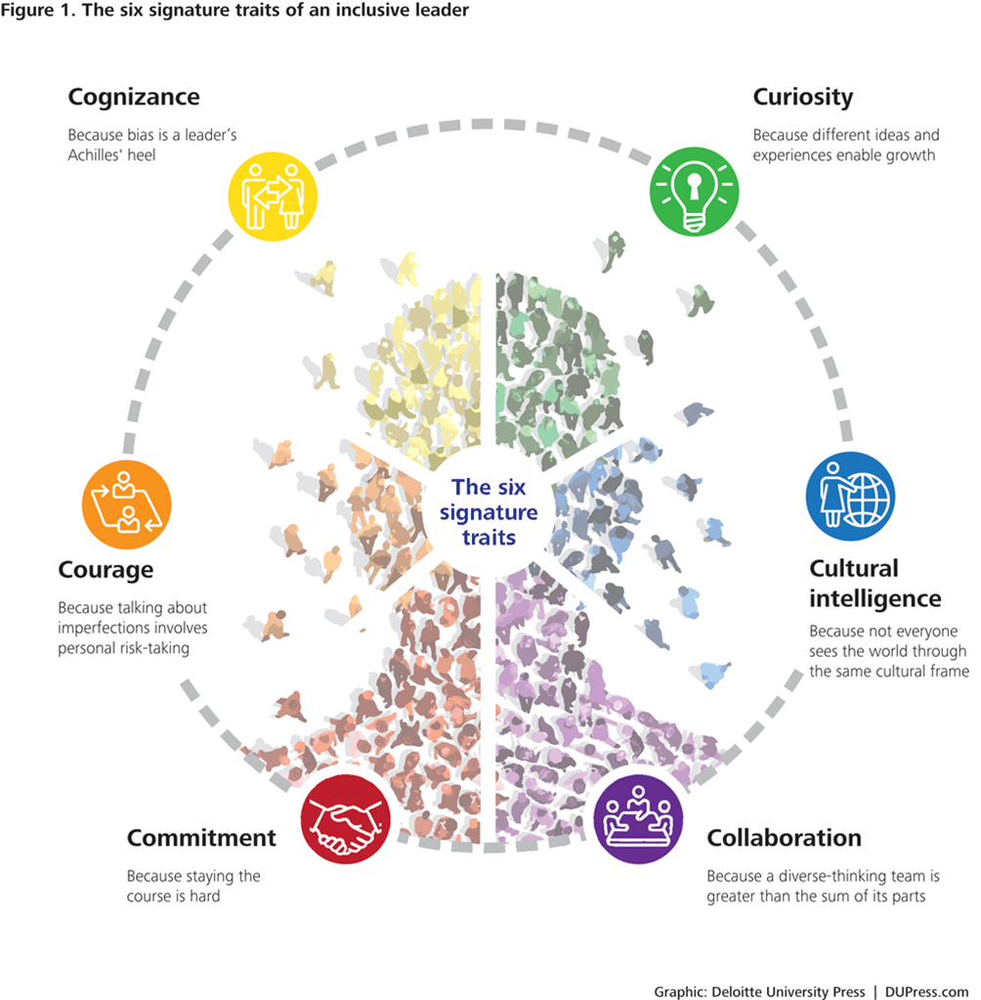 Figure 1. The six signature traits of an inclusive leader
Cognizance
Because bias is a leader’s
Achilles' heel
Curiosity
Because different ideas and
experiences enable growth
The six
signature
traits
Courage
Because talking about
imperfections involves
personal risk-taking
Cultural
intelligence
Because not everyone
sees the world through
the same cultural frame
Commitment
Because staying the
course is hard
Collaboration
Because a diverse-thinking team is
greater than the sum of its parts
Graphic: Deloitte University Press | DUPress.com